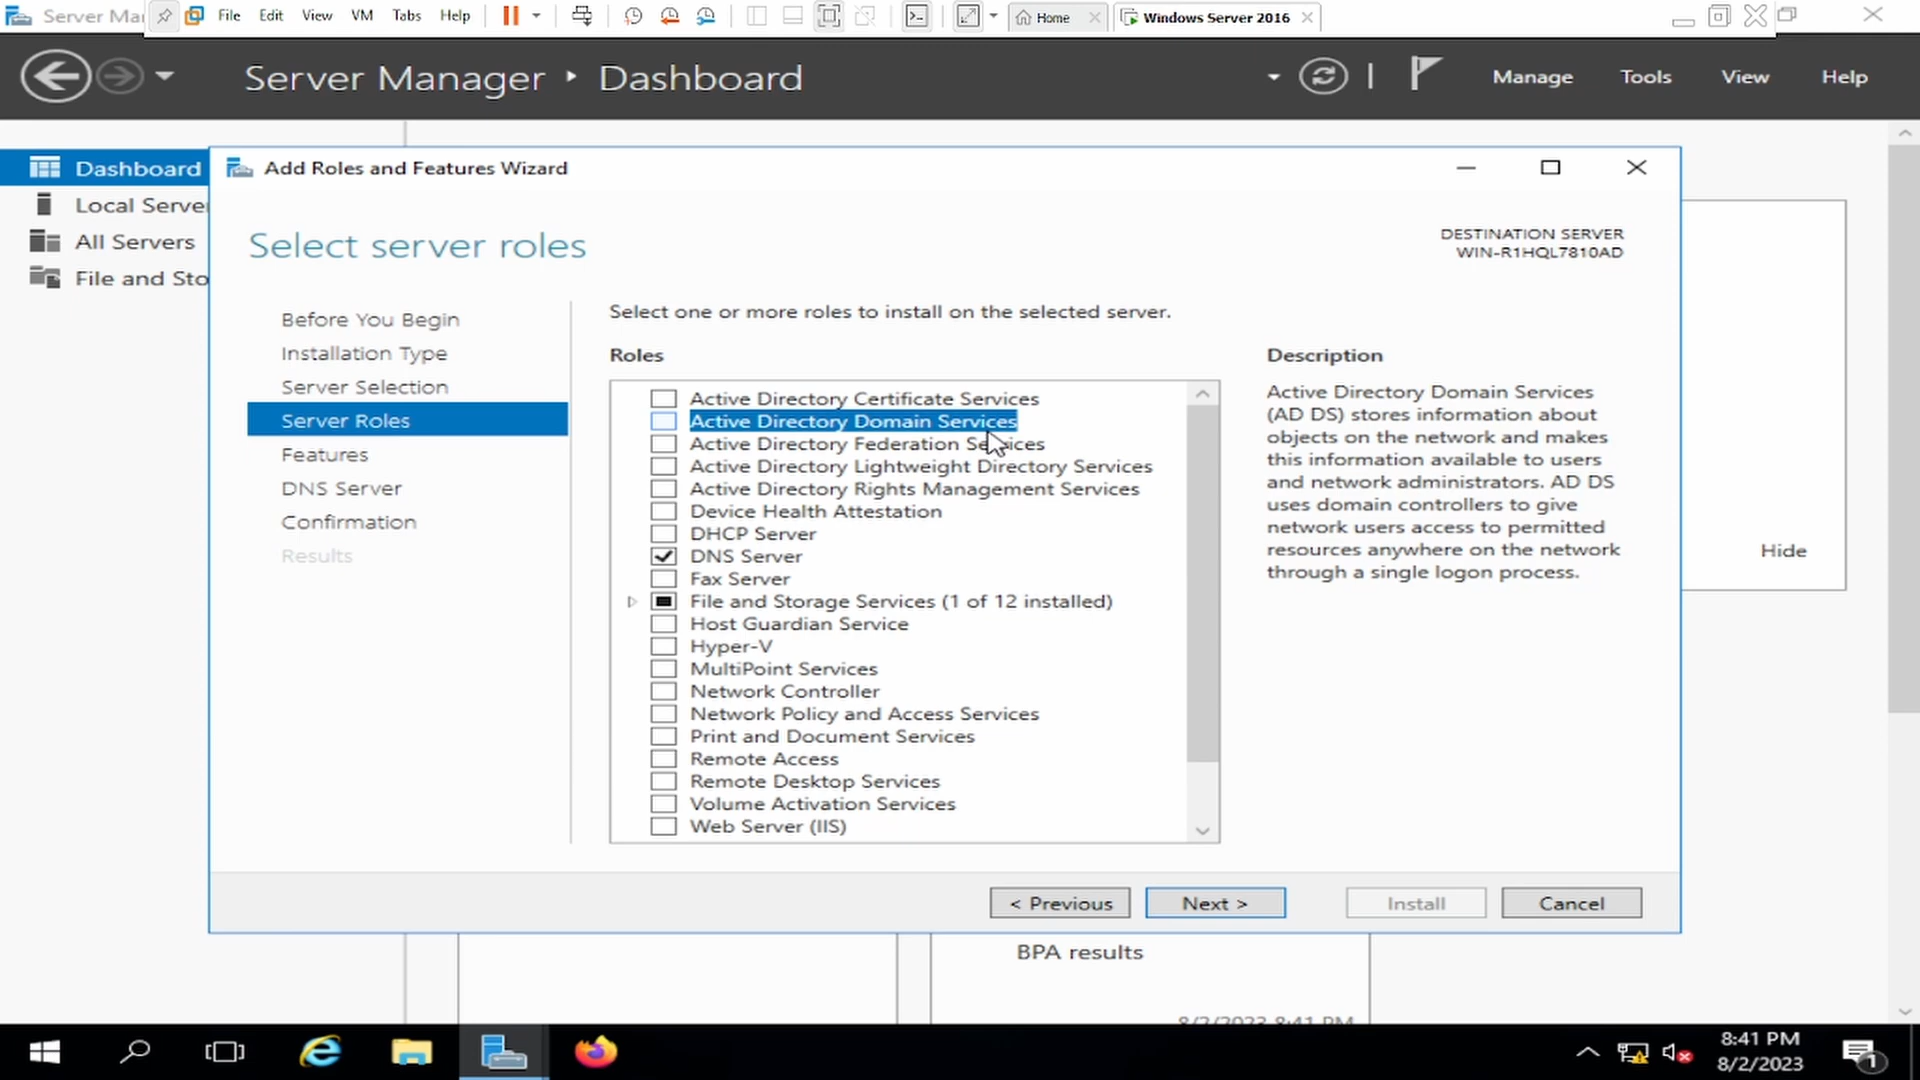 Server Mar
File Edit View VM Tabs Help
Home
Windows Server 2016
Server Manager
Dashboard
Manage Tools View Help
Dashboard
Local Server
All Servers
File and Sto
Add Roles and Features Wizard
Select server roles
DESTINATION SERVER
WIN-R1HQL7810AD
Before You Begin
Installation Type
Server Selection
Server Roles
Features
DNS Server
Confirmation
Results
Select one or more roles to install on the selected server.
Roles
Active Directory Certificate Services
Active Directory Domain Services
Active Directory Federation Services
Active Directory Lightweight Directory Services
Active Directory Rights Management Services
Device Health Attestation
DHCP Server
DNS Server
Fax Server
File and Storage Services (1 of 12 installed)
Host Guardian Service
Hyper-V
MultiPoint Services
Network Controller
Network Policy and Access Services
Print and Document Services
Remote Access
Remote Desktop Services
Volume Activation Services
Web Server (IIS)
Description
Active Directory Domain Services
(AD DS) stores information about
objects on the network and makes
this information available to users
and network administrators. AD DS
uses domain controllers to give
network users access to permitted
resources anywhere on the network
through a single logon process.
Hide
< Previous
Next >
Install
Cancel
BPA results
8/2/2023 8:41 PM
8:41 PM
8/2/2023
1